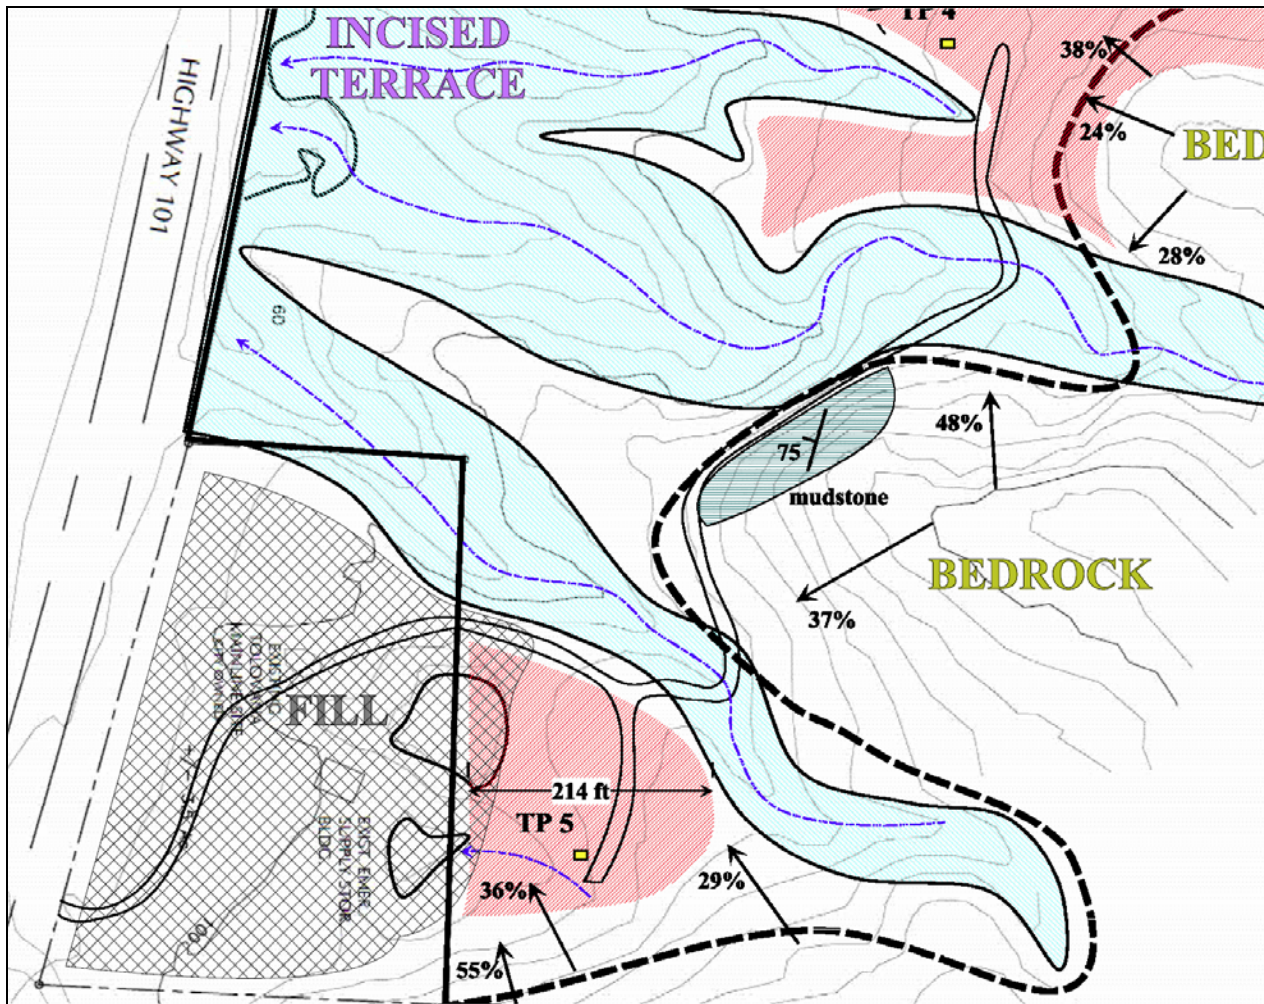 TP 4
INCISED
TERRACE
38%
24%
BED
28%
HIGHWAY 101
60
48%
75
mudstone
BEDROCK
37%
EXIST. EMER
SUPPLY STOR.
BLDG.
FILL
214 ft
TP 5
36%
29%
55%
100